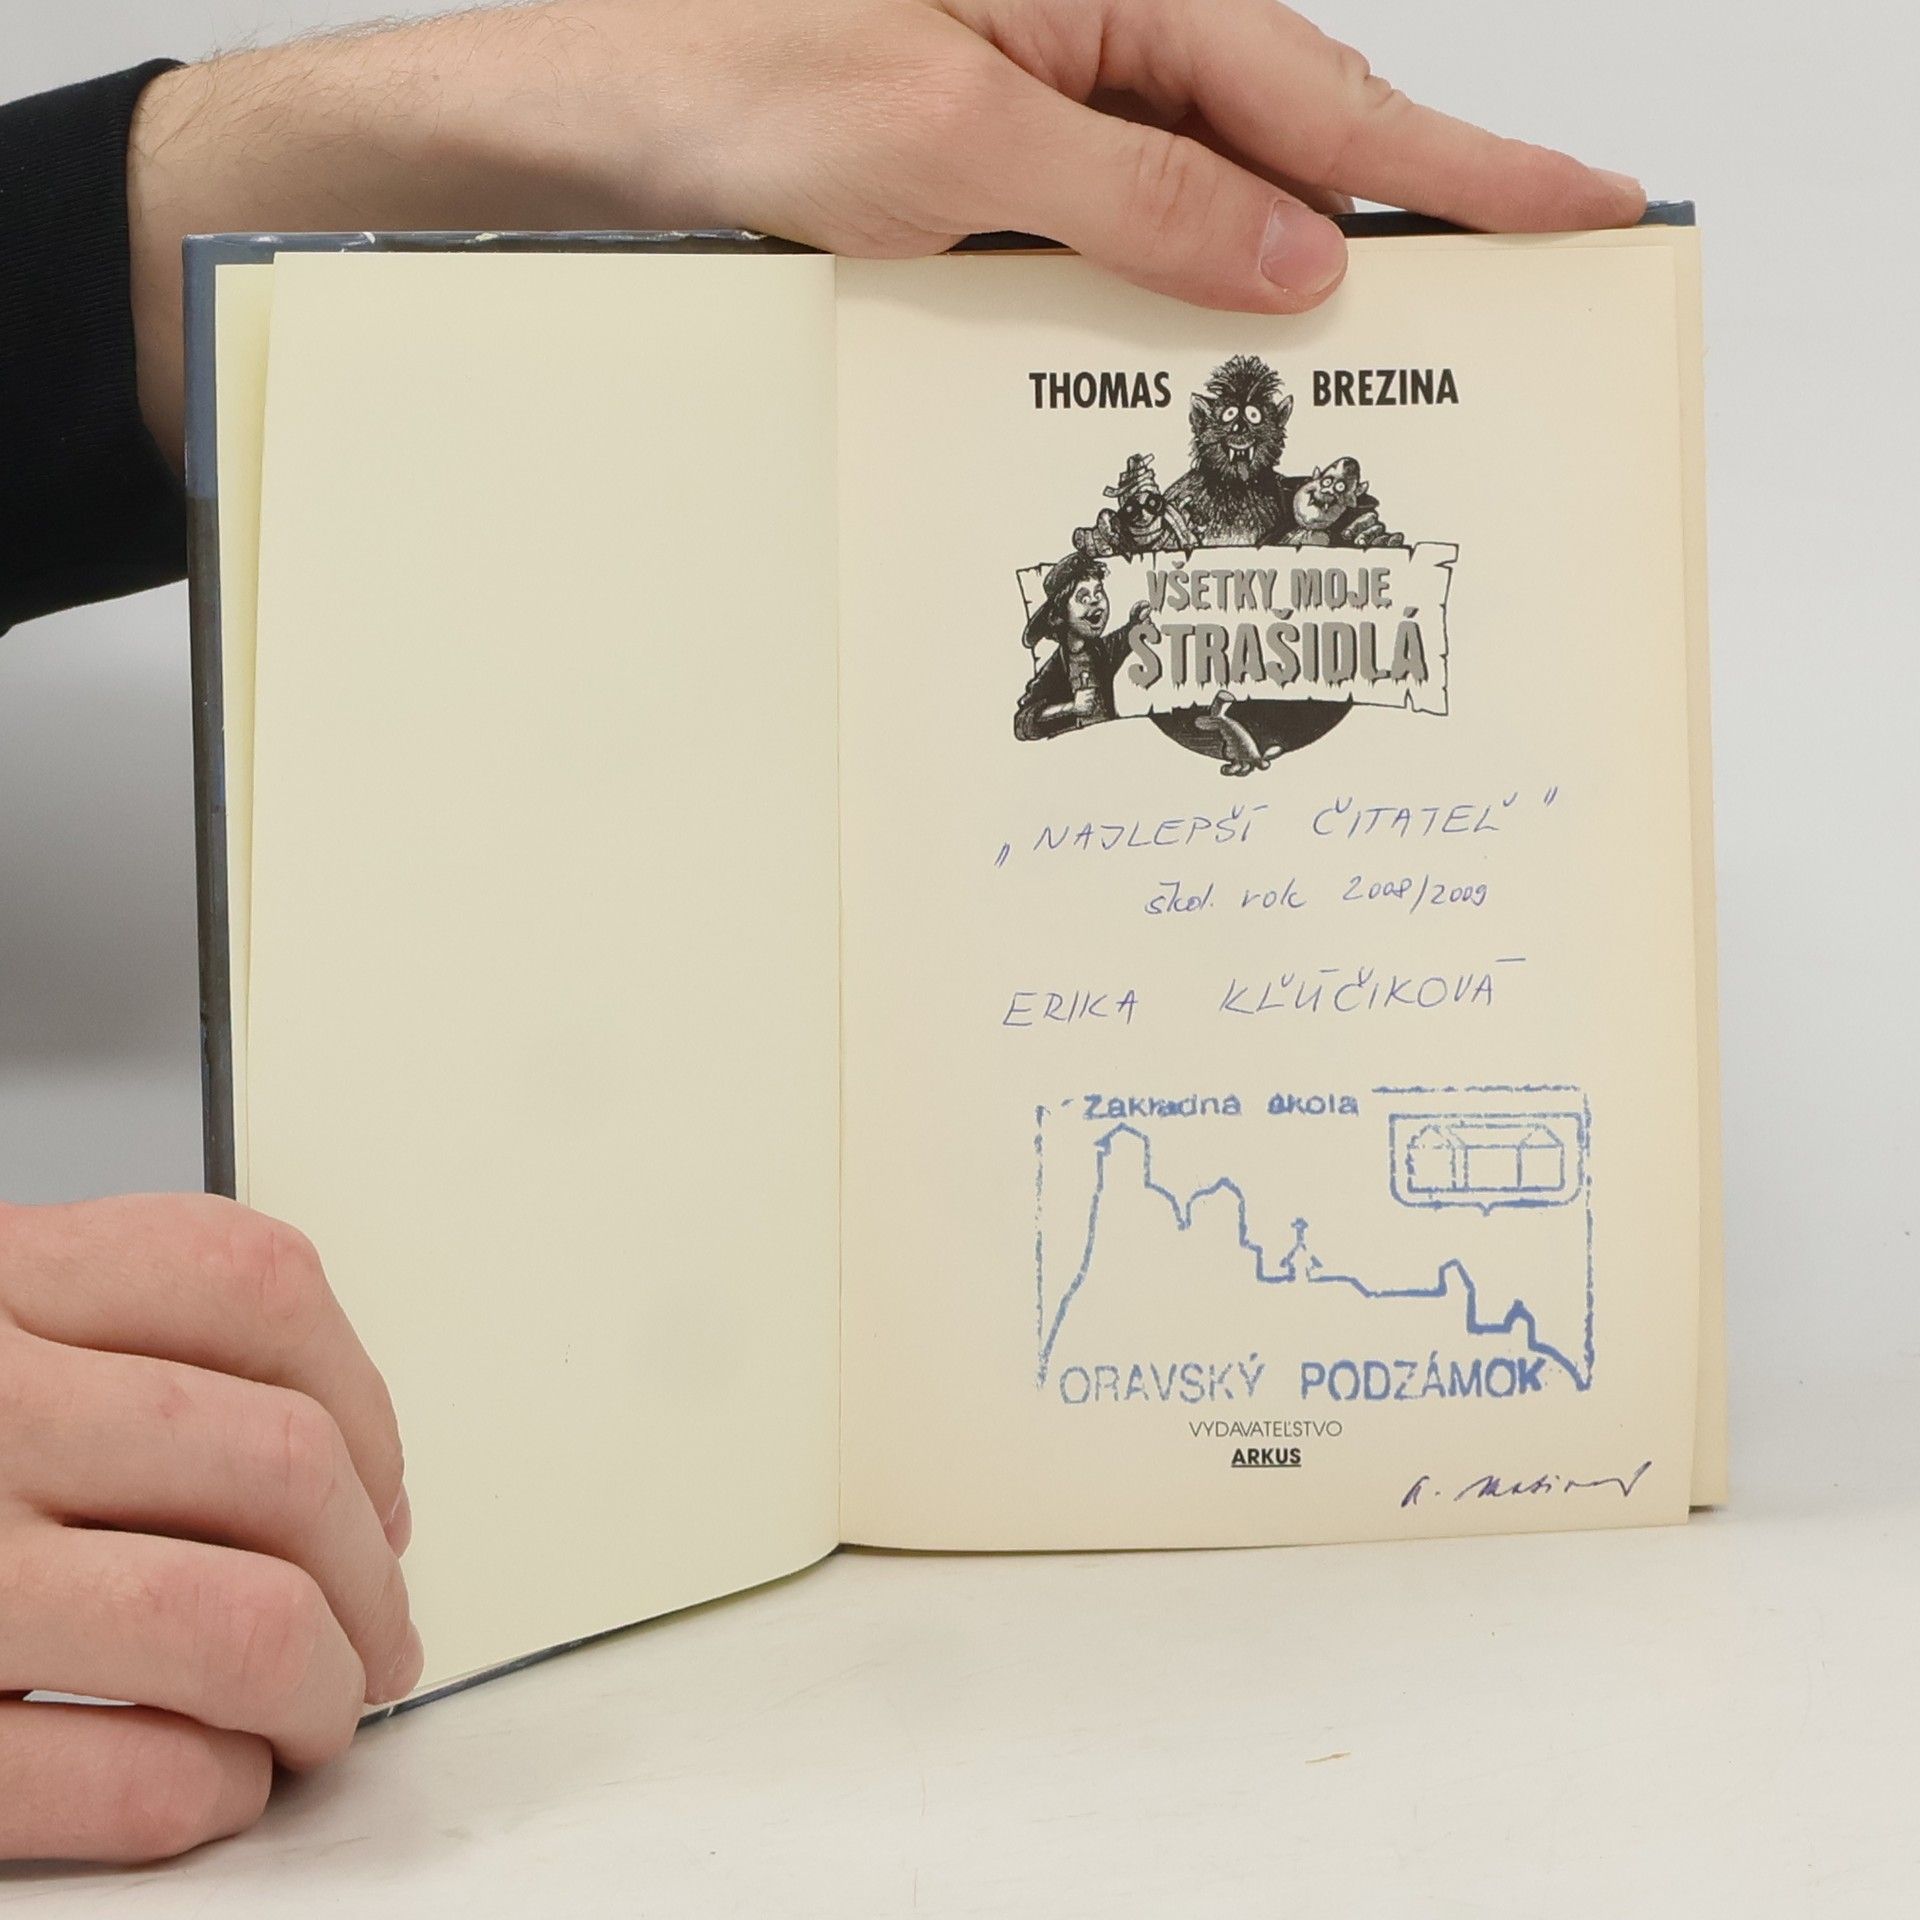 THOMAS BREZINA
VŠETKY MOJE
STRAŠIDLÁ
„NAJLEPŠÍ ČITATEĽ"
škol. rok 2008/2009
ERIKA KĽÚČIKOVÁ
Základná škola
ORAVSKÝ PODZÁMOK
VYDAVATEĽSTVO
ARKUS